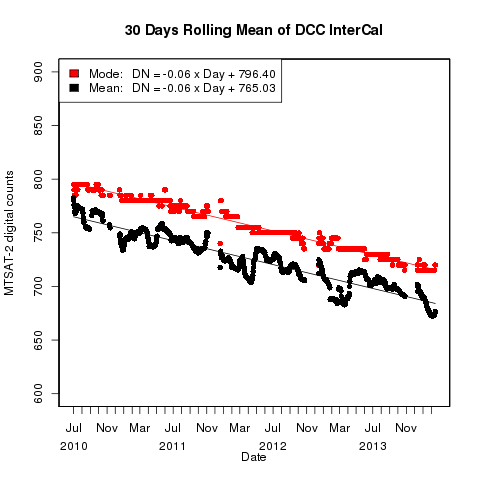 30 Days Rolling Mean of DCC InterCal
Mode: DN = -0.06 x Day + 796.40
Mean: DN = -0.06 x Day + 765.03
MTSAT-2 digital counts
900
850
800
750
700
650
600
Jul Nov Mar Jul Nov Mar Jul Nov Mar Jul Nov
2010 2011 2012 2013
Date